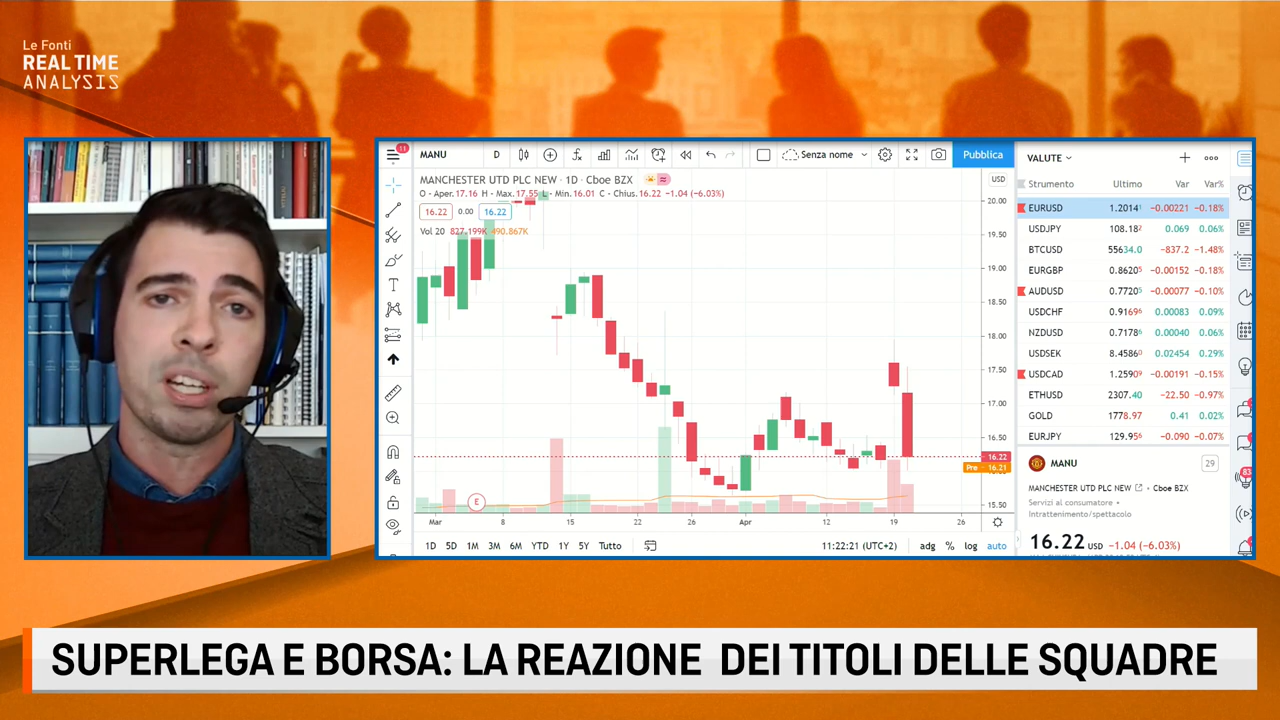 Le Fonti
REAL TIME
ANALYSIS
11
MANU
D
Senza nome
Pubblica
MANCHESTER UTD PLC NEW · 1D · Cboe BZX
O - Aper. 17.16 H - Max. 17.55 L - Min. 16.01 C - Chius. 16.22 −1.04 (−6.03%)
16.22 0.00 16.22
Vol 20 827.199K 490.867K
USD
20.00
19.50
19.00
18.50
18.00
17.50
17.00
16.50
16.22
Pre 16.21
15.50
E
Mar 8 15 22 26 Apr 12 19 26
1D 5D 1M 3M 6M YTD 1Y 5Y Tutto
11:22:21 (UTC+2) adg % log auto
VALUTE
Strumento Ultimo Var Var%
EURUSD 1.2014 −0.00221 −0.18%
USDJPY 108.18² 0.069 0.06%
BTCUSD 55634.0 −837.2 −1.48%
EURGBP 0.8620⁵ −0.00152 −0.18%
AUDUSD 0.7720⁵ −0.00077 −0.10%
USDCHF 0.9169⁶ 0.00083 0.09%
NZDUSD 0.7178⁶ 0.00040 0.06%
USDSEK 8.4586⁰ 0.02454 0.29%
USDCAD 1.2590⁹ −0.00191 −0.15%
ETHUSD 2307.40 −22.50 −0.97%
GOLD 1778.97 0.41 0.02%
EURJPY 129.95⁶ −0.090 −0.07%
MANU
29
MANCHESTER UTD PLC NEW • Cboe BZX
Servizi al consumatore •
Intrattenimento/spettacolo
16.22 USD −1.04 (−6.03%)
83
SUPERLEGA E BORSA: LA REAZIONE DEI TITOLI DELLE SQUADRE